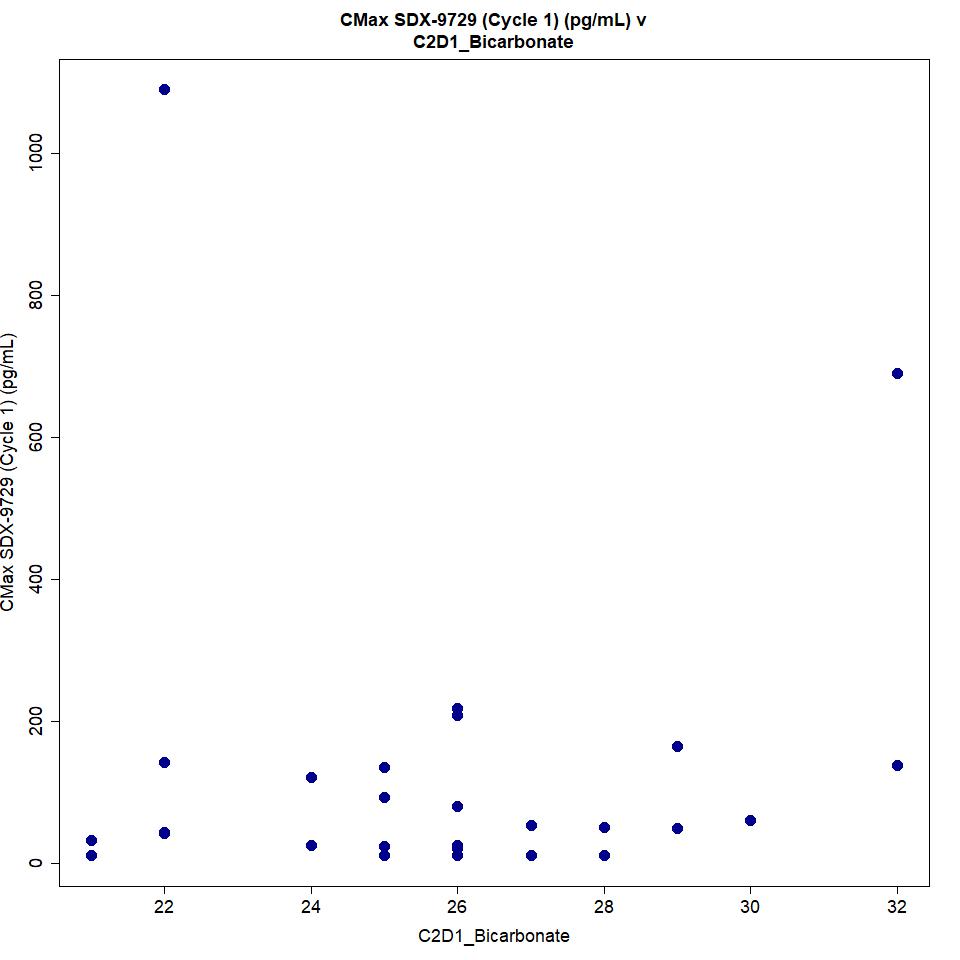 CMax SDX-9729 (Cycle 1) (pg/mL) v
C2D1_Bicarbonate
1000
800
600
400
200
0
CMax SDX-9729 (Cycle 1) (pg/mL)
22 24 26 28 30 32
C2D1_Bicarbonate